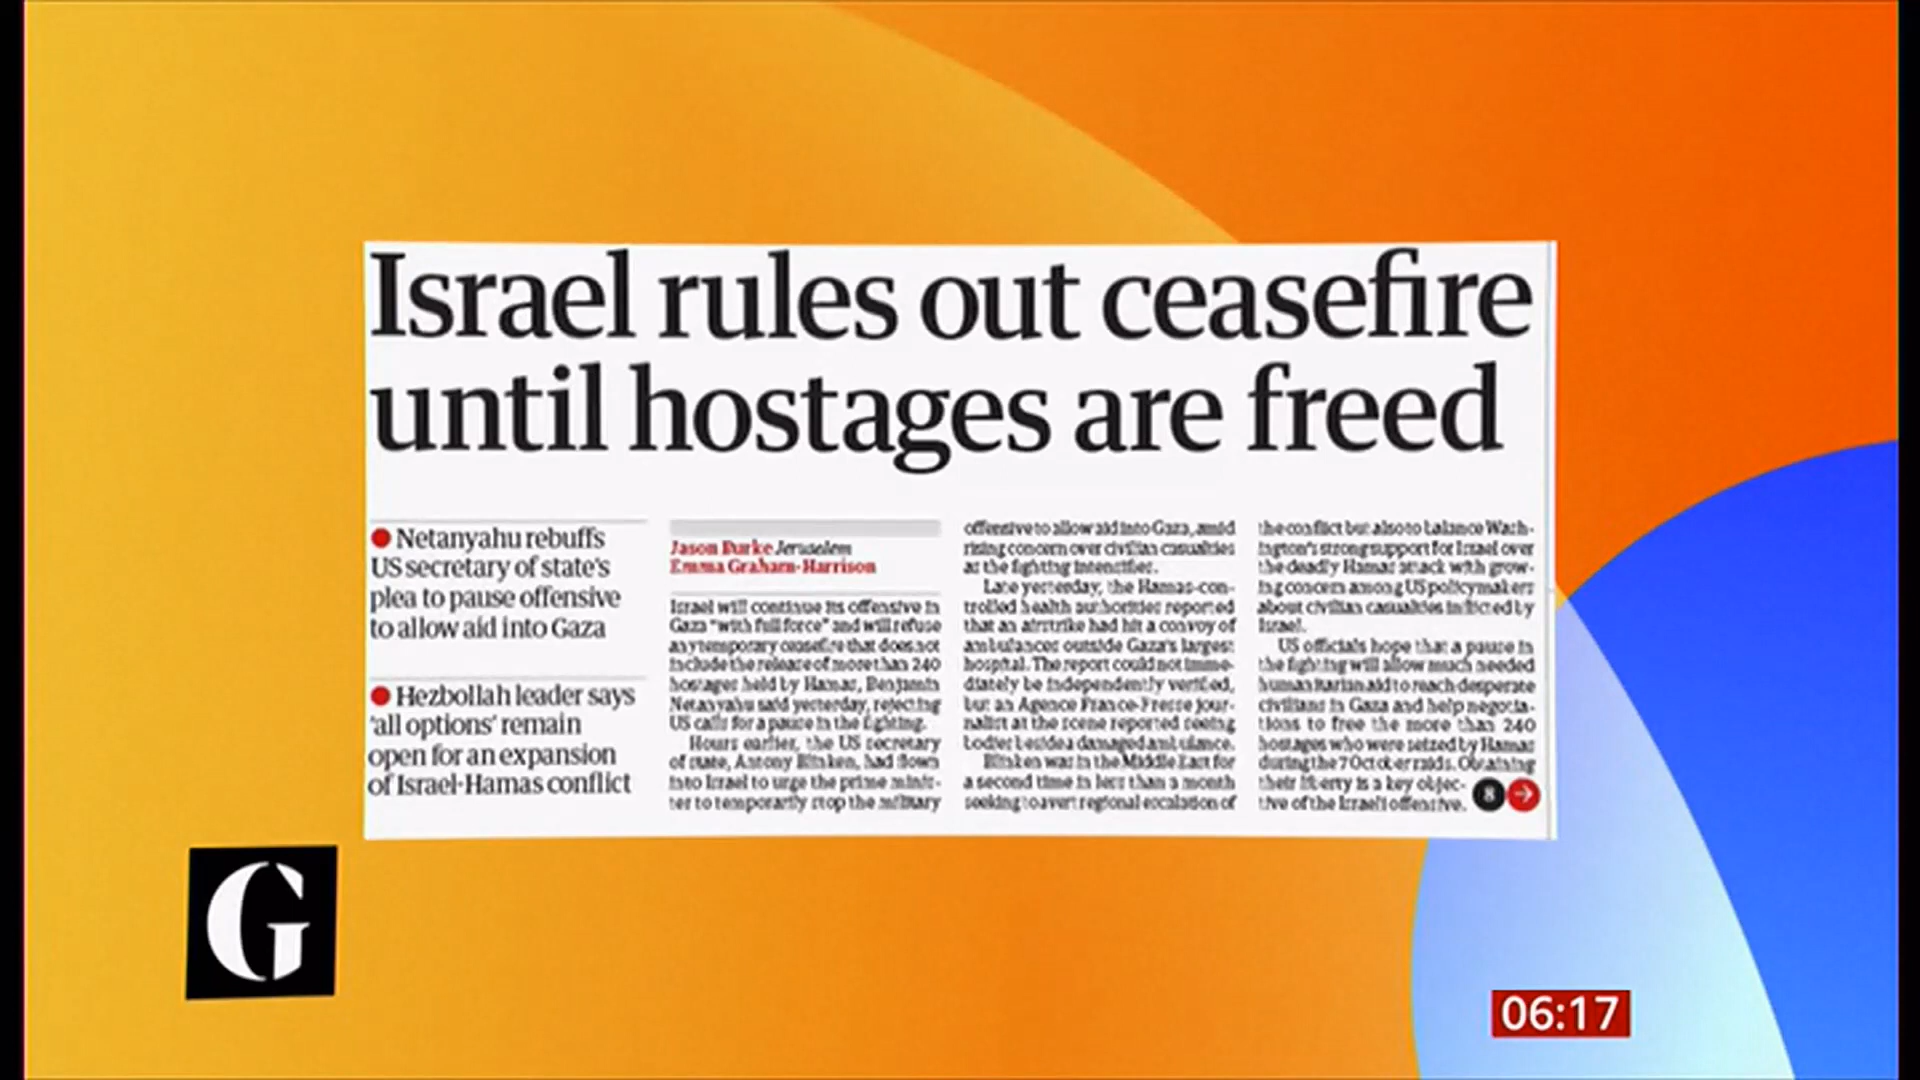 Israel rules out ceasefire
until hostages are freed
Netanyahu rebuffs
US secretary of state's
plea to pause offensive
to allow aid into Gaza
Hezbollah leader says
'all options' remain
open for an expansion
of Israel-Hamas conflict
Jason Burke Jerusalem
Emma Graham-Harrison
Israel will continue its offensive in
Gaza "with full force" and will refuse
any temporary ceasefire that does not
include the release of more than 240
hostages held by Hamas, Benjamin
Netanyahu said yesterday, rejecting
US calls for a pause in the fighting.
Hours earlier, the US secretary
of state, Antony Blinken, had flown
into Israel to urge the prime minis-
ter to temporarily stop the military
offensive to allow aid into Gaza, amid
rising concern over civilian casualties
as the fighting intensifies.
Late yesterday, the Hamas-con-
trolled health authorities reported
that an airstrike had hit a convoy of
ambulances outside Gaza's largest
hospital. The report could not imme-
diately be independently verified,
but an Agence France-Presse jour-
nalist at the scene reported seeing
bodies beside a damaged ambulance.
Blinken was in the Middle East for
a second time in less than a month
seeking to avert regional escalation of
the conflict but also to balance Wash-
ington's strong support for Israel over
the deadly Hamas attack with grow-
ing concern among US policymakers
about civilian casualties inflicted by
Israel.
US officials hope that a pause in
the fighting will allow much needed
humanitarian aid to reach desperate
civilians in Gaza and help negotia-
tions to free the more than 240
hostages who were seized by Hamas
during the 7 October raids. Obtaining
their liberty is a key objec-
tive of the Israeli offensive.
8
G
06:17